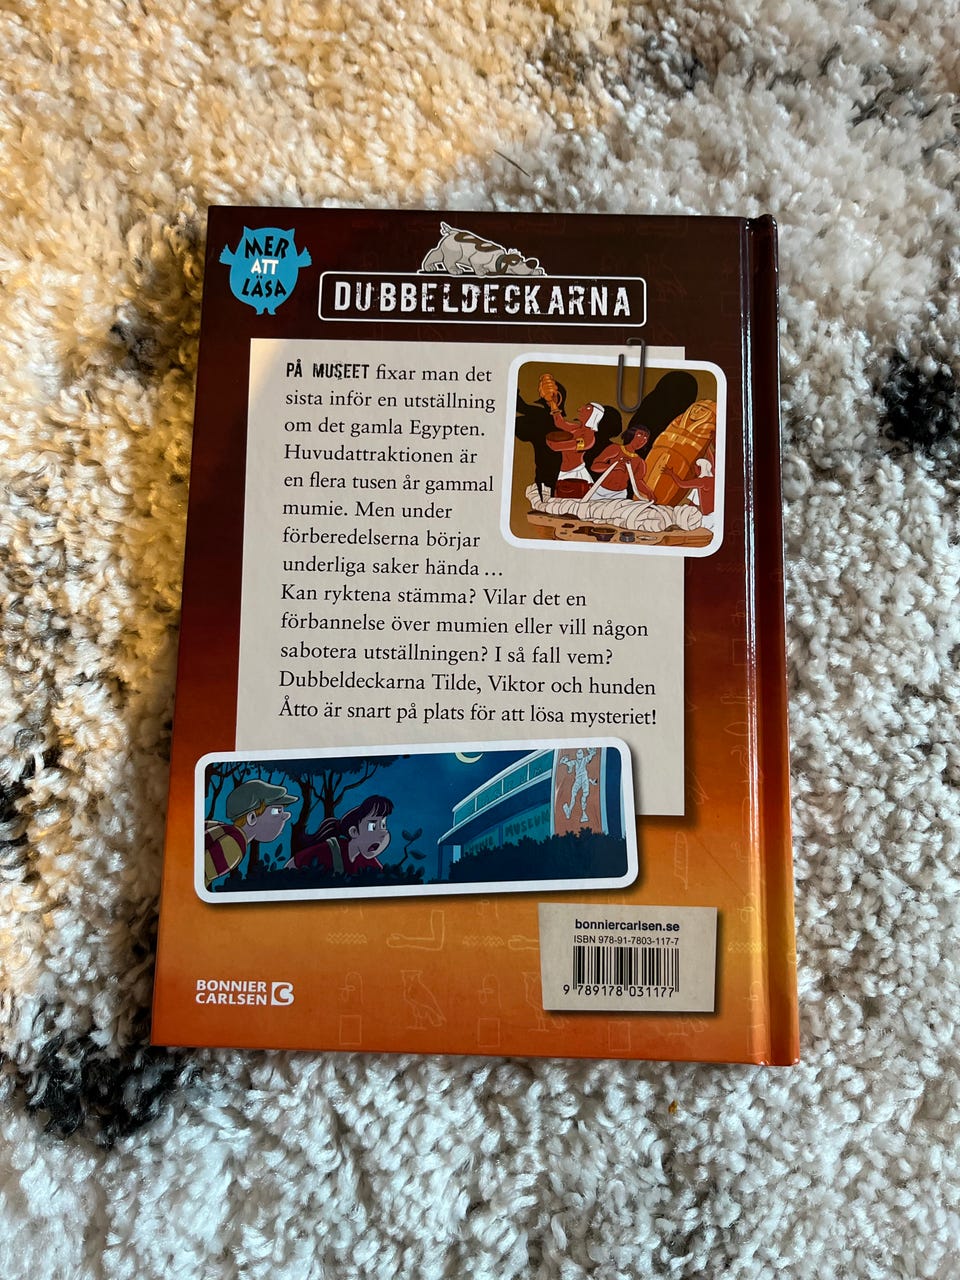 MER
ATT
LÄSA
DUBBELDECKARNA
PÅ MUSEET fixar man det
sista inför en utställning
om det gamla Egypten.
Huvudattraktionen är
en flera tusen år gammal
mumie. Men under
förberedelserna börjar
underliga saker hända …
Kan ryktena stämma? Vilar det en
förbannelse över mumien eller vill någon
sabotera utställningen? I så fall vem?
Dubbeldeckarna Tilde, Viktor och hunden
Åtto är snart på plats för att lösa mysteriet!
MUSEUM
bonniercarlsen.se
ISBN 978-91-7803-117-7
9 789178 031177
BONNIER
CARLSEN